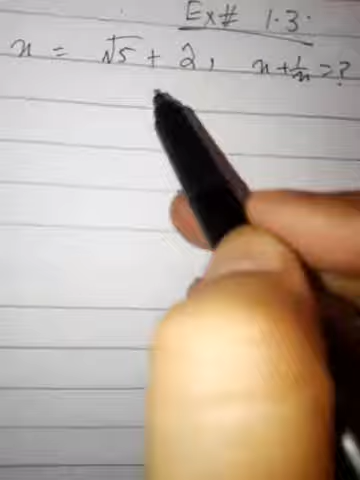 Ex# 1.3.
x = √5 + 2, x + 1/x = ?